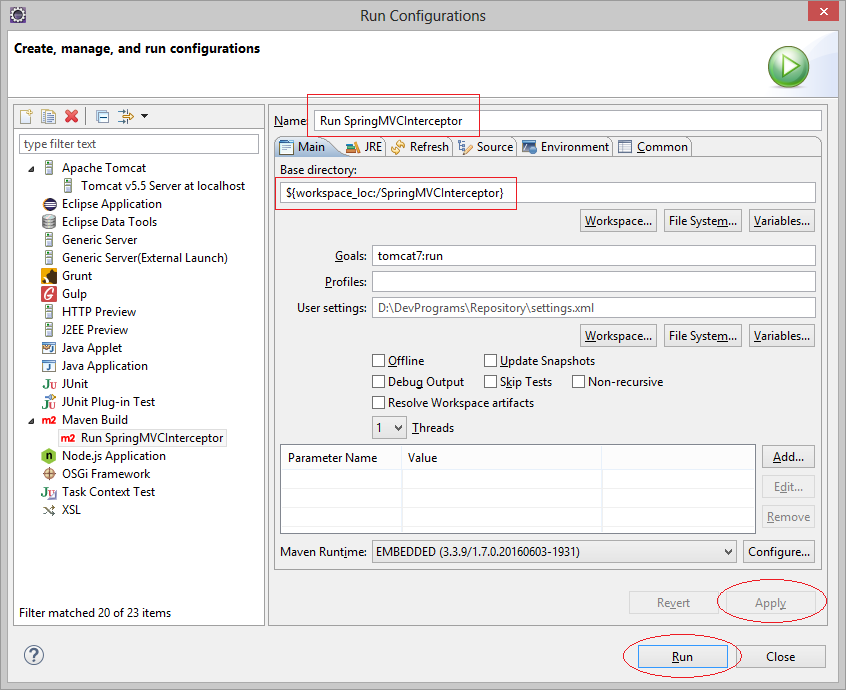 Run Configurations
Create, manage, and run configurations
type filter text
Apache Tomcat
Tomcat v5.5 Server at localhost
Eclipse Application
Eclipse Data Tools
Generic Server
Generic Server(External Launch)
Grunt
Gulp
HTTP Preview
J2EE Preview
Java Applet
Java Application
JUnit
JUnit Plug-in Test
Maven Build
m2 Run SpringMVCInterceptor
Node.js Application
OSGi Framework
Task Context Test
XSL
Filter matched 20 of 23 items
Name: Run SpringMVCInterceptor
Main JRE Refresh Source Environment Common
Base directory:
${workspace_loc:/SpringMVCInterceptor}
Workspace... File System... Variables...
Goals: tomcat7:run
Profiles:
User settings: D:\DevPrograms\Repository\settings.xml
Workspace... File System... Variables...
Offline Update Snapshots
Debug Output Skip Tests Non-recursive
Resolve Workspace artifacts
1 Threads
Parameter Name Value
Add...
Edit...
Remove
Maven Runtime: EMBEDDED (3.3.9/1.7.0.20160603-1931) Configure...
Revert Apply
Run Close